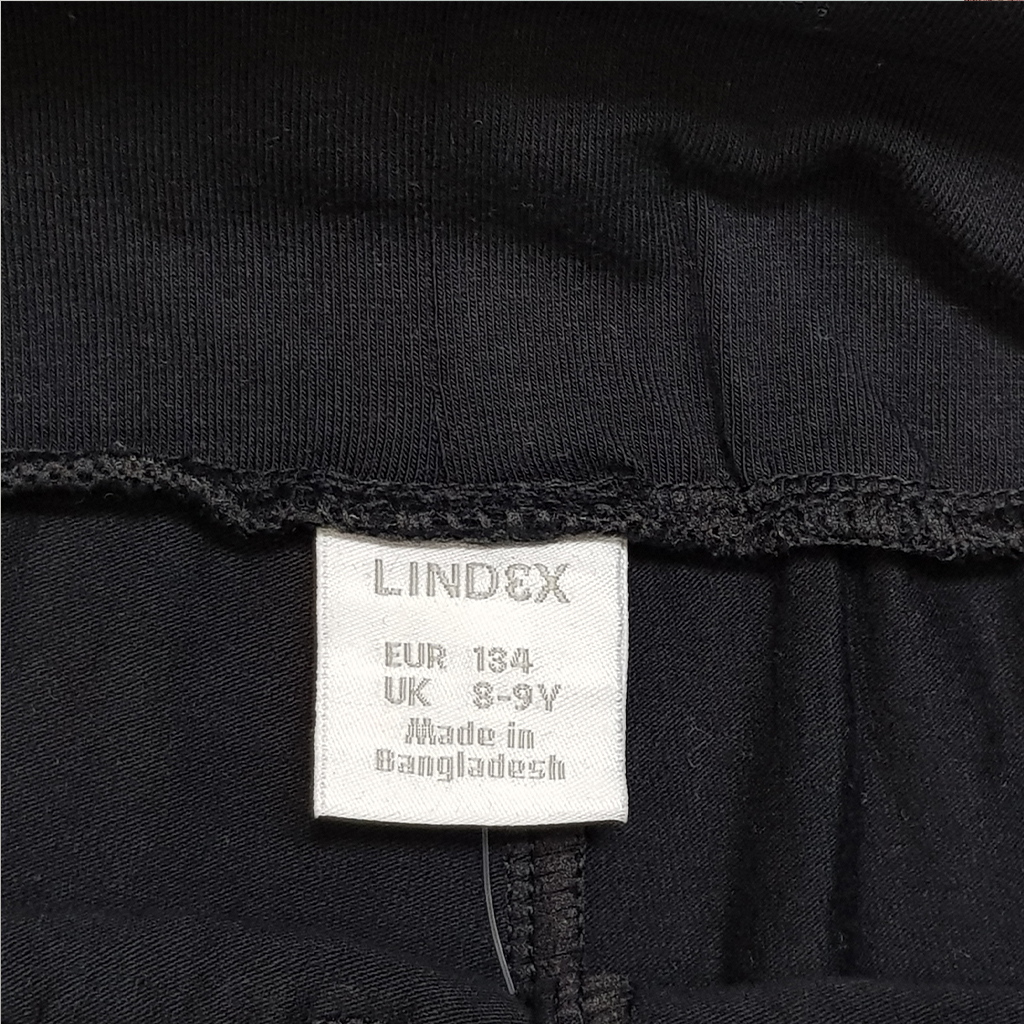 LINDEX
EUR 134
UK 8-9Y
Made in
Bangladesh